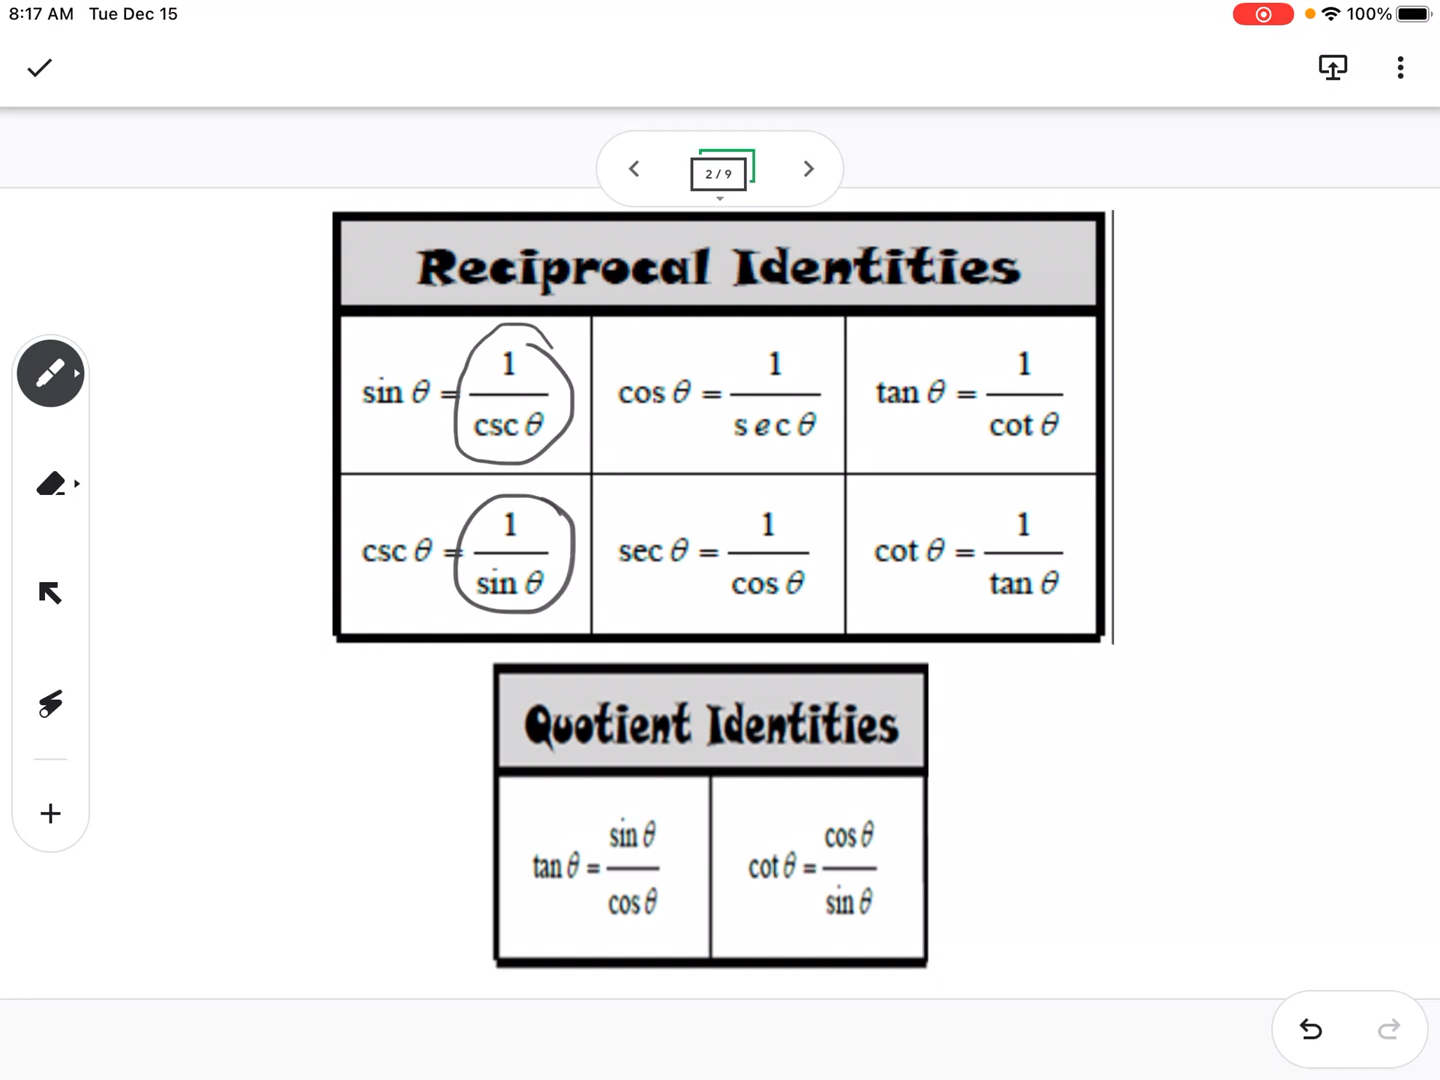 8:17 AM Tue Dec 15 100%
2 / 9
Reciprocal Identities
sin θ = 1/csc θ cos θ = 1/sec θ tan θ = 1/cot θ
csc θ = 1/sin θ sec θ = 1/cos θ cot θ = 1/tan θ
Quotient Identities
tan θ = sin θ/cos θ cot θ = cos θ/sin θ